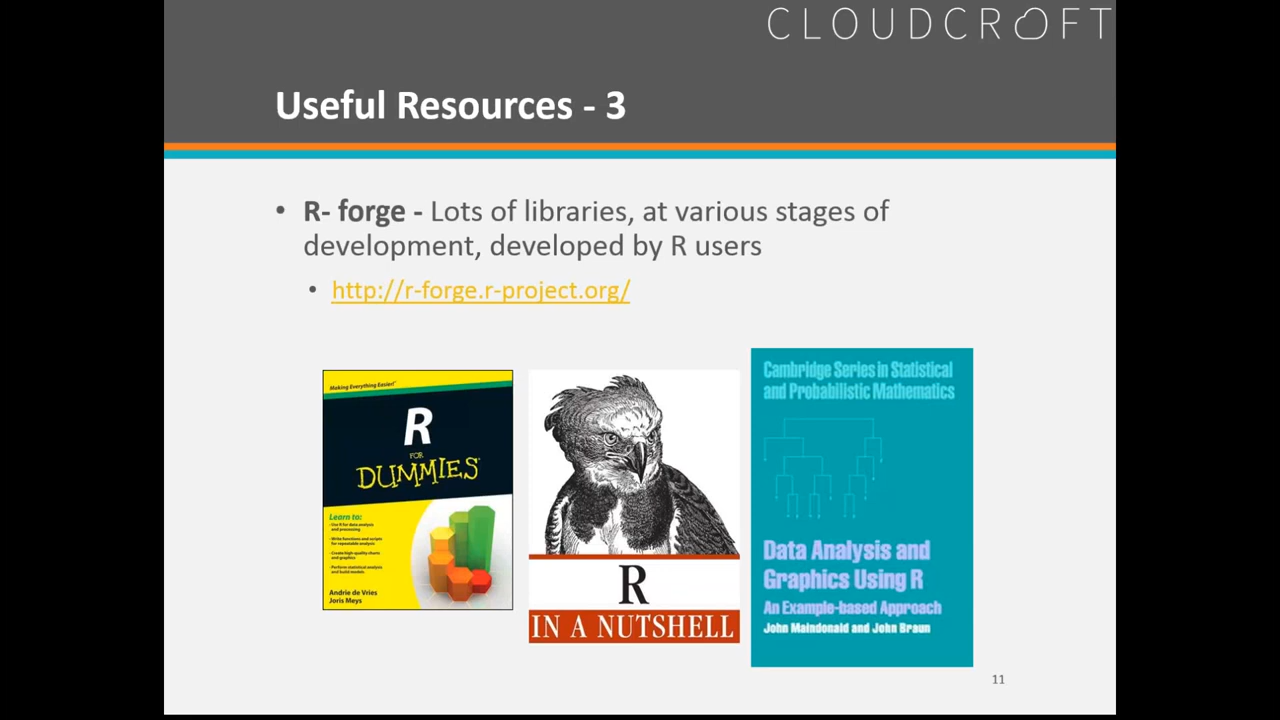 CLOUDCROFT
Useful Resources - 3
• R- forge - Lots of libraries, at various stages of
development, developed by R users
• http://r-forge.r-project.org/
Making Everything Easier!™
R
FOR
DUMMIES
Learn to:
• Use R for data analysis
and processing
• Write functions and scripts
for repeatable analysis
• Create high-quality charts
and graphics
• Perform statistical analysis
and build models
Andrie de Vries
Joris Meys
R
IN A NUTSHELL
Cambridge Series in Statistical
and Probabilistic Mathematics
Data Analysis and
Graphics Using R
An Example-based Approach
John Maindonald and John Braun
11